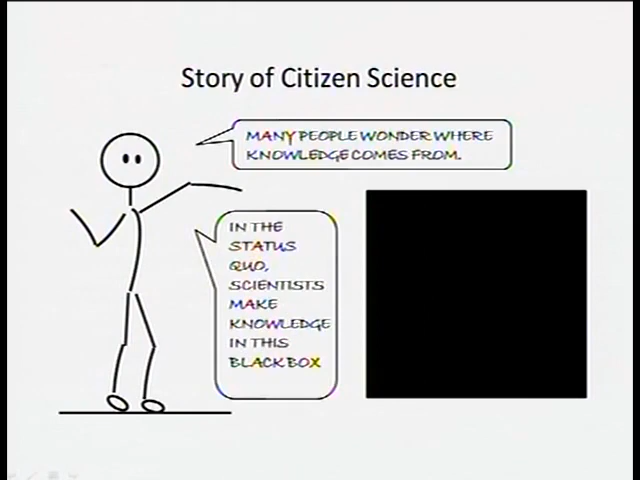 Story of Citizen Science
MANY PEOPLE WONDER WHERE
KNOWLEDGE COMES FROM.
IN THE
STATUS
QUO,
SCIENTISTS
MAKE
KNOWLEDGE
IN THIS
BLACK BOX